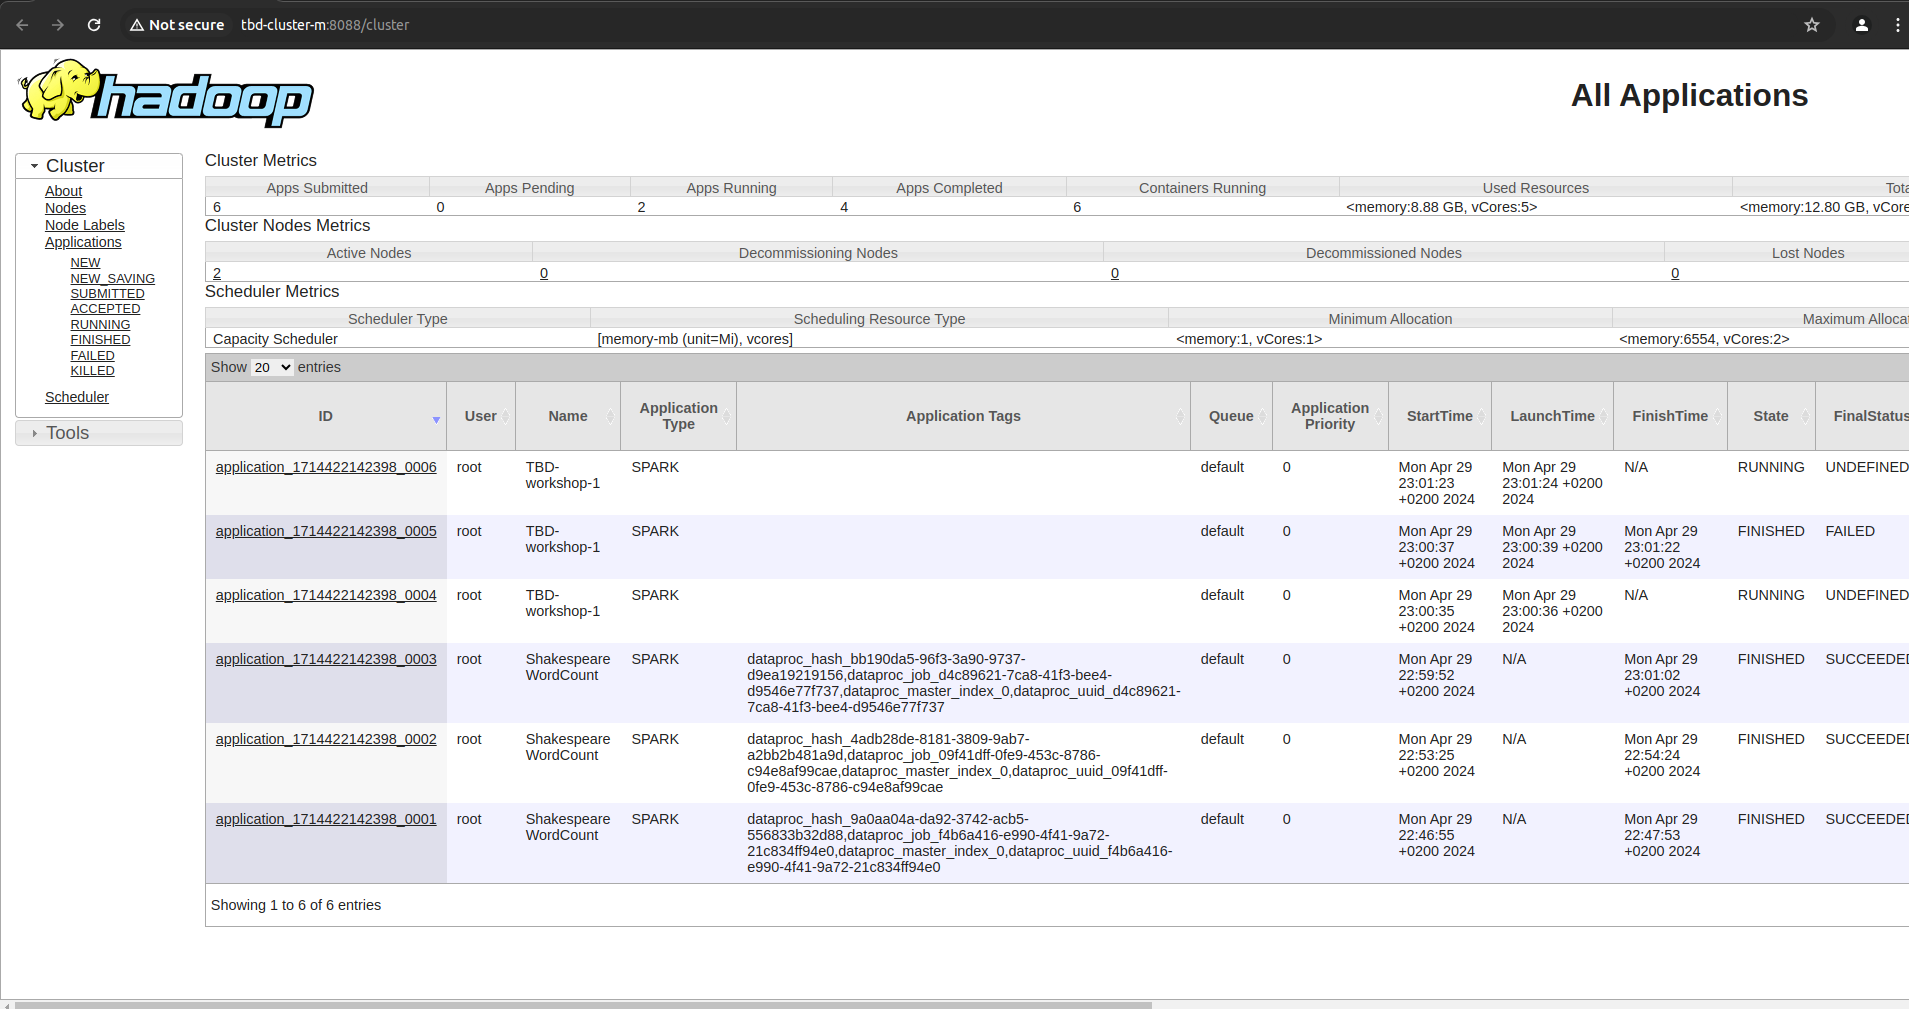 Not secure tbd-cluster-m:8088/cluster
hadoop
All Applications
Cluster
About
Nodes
Node Labels
Applications
NEW
NEW_SAVING
SUBMITTED
ACCEPTED
RUNNING
FINISHED
FAILED
KILLED
Scheduler
Tools
Cluster Metrics
Apps Submitted Apps Pending Apps Running Apps Completed Containers Running Used Resources
6 0 2 4 6 <memory:8.88 GB, vCores:5> <memory:12.80 GB,
Cluster Nodes Metrics
Active Nodes Decommissioning Nodes Decommissioned Nodes Lost Nodes
2 0 0 0
Scheduler Metrics
Scheduler Type Scheduling Resource Type Minimum Allocation Maximum
Capacity Scheduler [memory-mb (unit=Mi), vcores] <memory:1, vCores:1> <memory:6554, vCores:2>
Show 20 entries
ID User Name Application Type Application Tags Queue Application Priority StartTime LaunchTime FinishTime State FinalStatus
application_1714422142398_0006 root TBD- SPARK default 0 Mon Apr 29 Mon Apr 29 N/A RUNNING UNDEFINED
workshop-1 23:01:23 23:01:24 +0200
+0200 2024 2024
application_1714422142398_0005 root TBD- SPARK default 0 Mon Apr 29 Mon Apr 29 Mon Apr 29 FINISHED FAILED
workshop-1 23:00:37 23:00:39 +0200 23:01:22
+0200 2024 2024 +0200 2024
application_1714422142398_0004 root TBD- SPARK default 0 Mon Apr 29 Mon Apr 29 N/A RUNNING UNDEFINED
workshop-1 23:00:35 23:00:36 +0200
+0200 2024 2024
application_1714422142398_0003 root Shakespeare SPARK dataproc_hash_bb190da5-96f3-3a90-9737- default 0 Mon Apr 29 N/A Mon Apr 29 FINISHED SUCCEEDED
WordCount d9ea19219156,dataproc_job_d4c89621-7ca8-41f3-bee4- 22:59:52 23:01:02
d9546e77f737,dataproc_master_index_0,dataproc_uuid_d4c89621- +0200 2024 +0200 2024
7ca8-41f3-bee4-d9546e77f737
application_1714422142398_0002 root Shakespeare SPARK dataproc_hash_4adb28de-8181-3809-9ab7- default 0 Mon Apr 29 N/A Mon Apr 29 FINISHED SUCCEEDED
WordCount a2bb2b481a9d,dataproc_job_09f41dff-0fe9-453c-8786- 22:53:25 22:54:24
c94e8af99cae,dataproc_master_index_0,dataproc_uuid_09f41dff- +0200 2024 +0200 2024
0fe9-453c-8786-c94e8af99cae
application_1714422142398_0001 root Shakespeare SPARK dataproc_hash_9a0aa04a-da92-3742-acb5- default 0 Mon Apr 29 N/A Mon Apr 29 FINISHED SUCCEEDED
WordCount 556833b32d88,dataproc_job_f4b6a416-e990-4f41-9a72- 22:46:55 22:47:53
21c834ff94e0,dataproc_master_index_0,dataproc_uuid_f4b6a416- +0200 2024 +0200 2024
e990-4f41-9a72-21c834ff94e0
Showing 1 to 6 of 6 entries